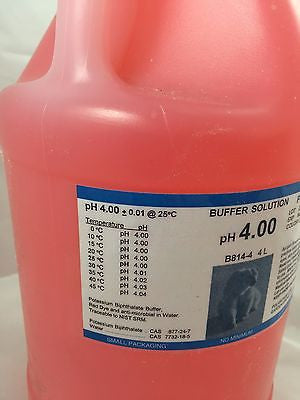 pH 4.00 ± 0.01 @ 25°C
Temperature pH
0 °C pH 4.00
10 °C pH 4.00
15 °C pH 4.00
20 °C pH 4.00
25 °C pH 4.00
30 °C pH 4.01
35 °C pH 4.02
40 °C pH 4.03
45 °C pH 4.04
Potassium Biphthalate Buffer,
Red Dye and anti-microbial in Water.
Traceable to NIST SRM.
Potassium Biphthalate .. CAS 877-24-7
Water .................. CAS 7732-18-5
SMALL PACKAGING
BUFFER SOLUTION
pH 4.00
B814-4 4 L
NO MINIMUM